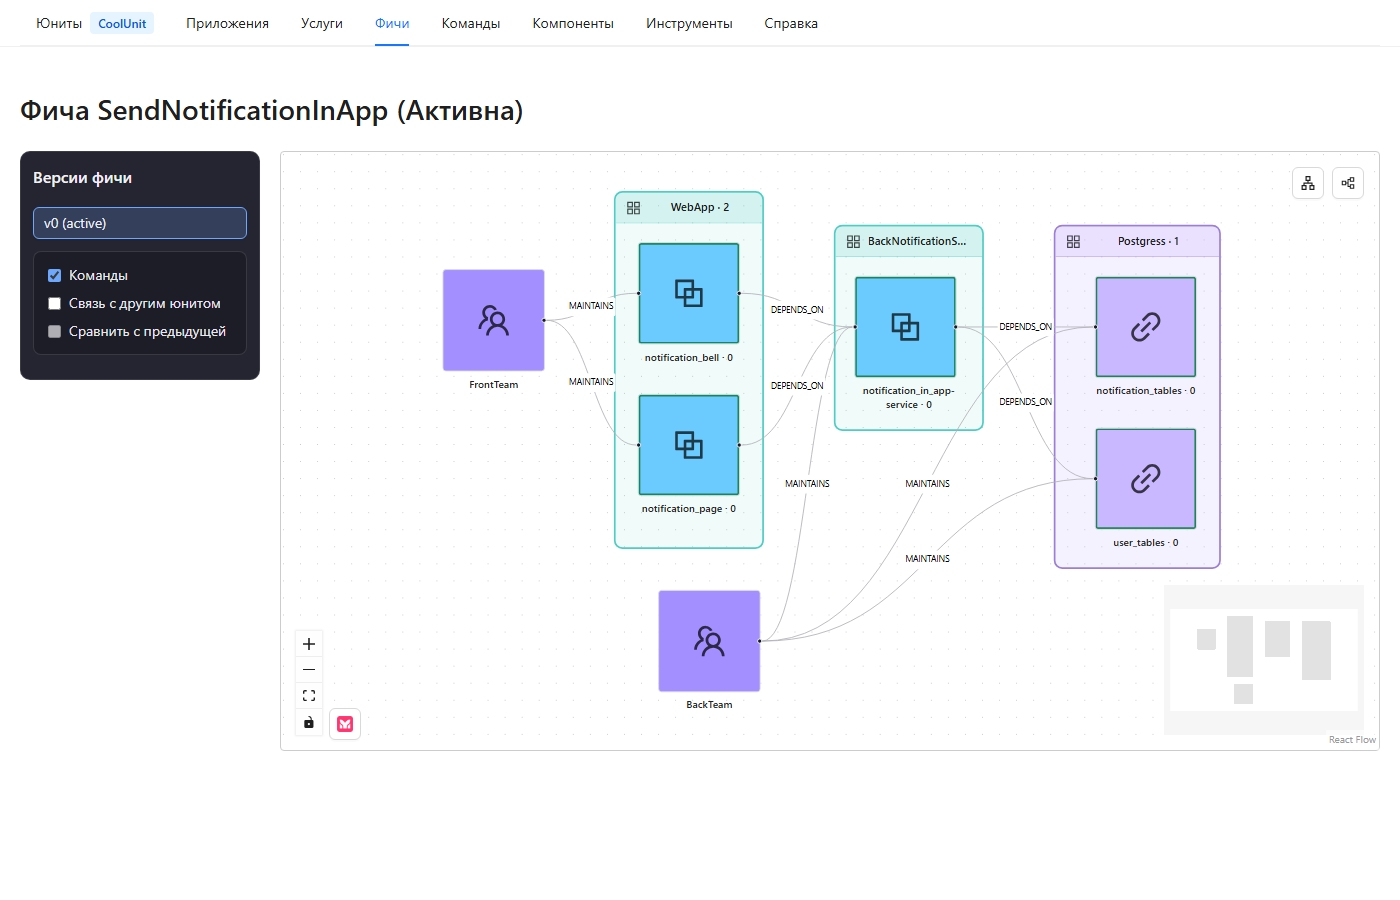 Юниты CoolUnit Приложения Услуги Фичи Команды Компоненты Инструменты Справка
Фича SendNotificationInApp (Активна)
Версии фичи
v0 (active)
Команды
Связь с другим юнитом
Сравнить с предыдущей
WebApp · 2
BackNotificationS...
Postgress · 1
MAINTAINS
DEPENDS_ON
DEPENDS_ON
notification_bell · 0
FrontTeam
MAINTAINS
DEPENDS_ON
notification_in_app-
service · 0
notification_tables · 0
DEPENDS_ON
MAINTAINS
MAINTAINS
notification_page · 0
user_tables · 0
MAINTAINS
BackTeam
React Flow